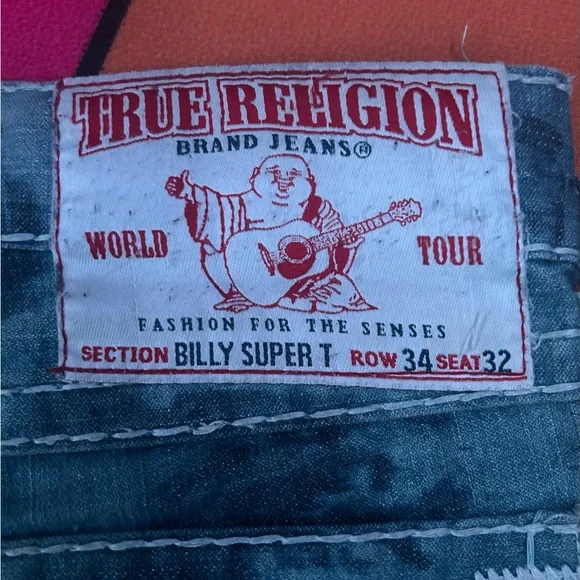 TRUE RELIGION
BRAND JEANS®
WORLD TOUR
FASHION FOR THE SENSES
SECTION BILLY SUPER T ROW 34 SEAT 32